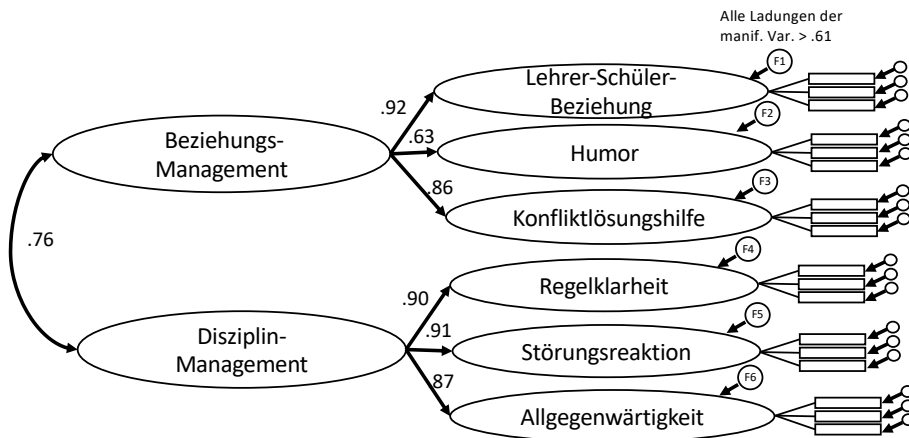 Alle Ladungen der
manif. Var. > .61
F1
Lehrer-Schüler-
Beziehung
.92
F2
.63
Humor
Beziehungs-
Management
.86
F3
Konfliktlösungshilfe
.76
F4
Regelklarheit
.90
F5
.91
Störungsreaktion
Disziplin-
Management
.87
F6
Allgegenwärtigkeit